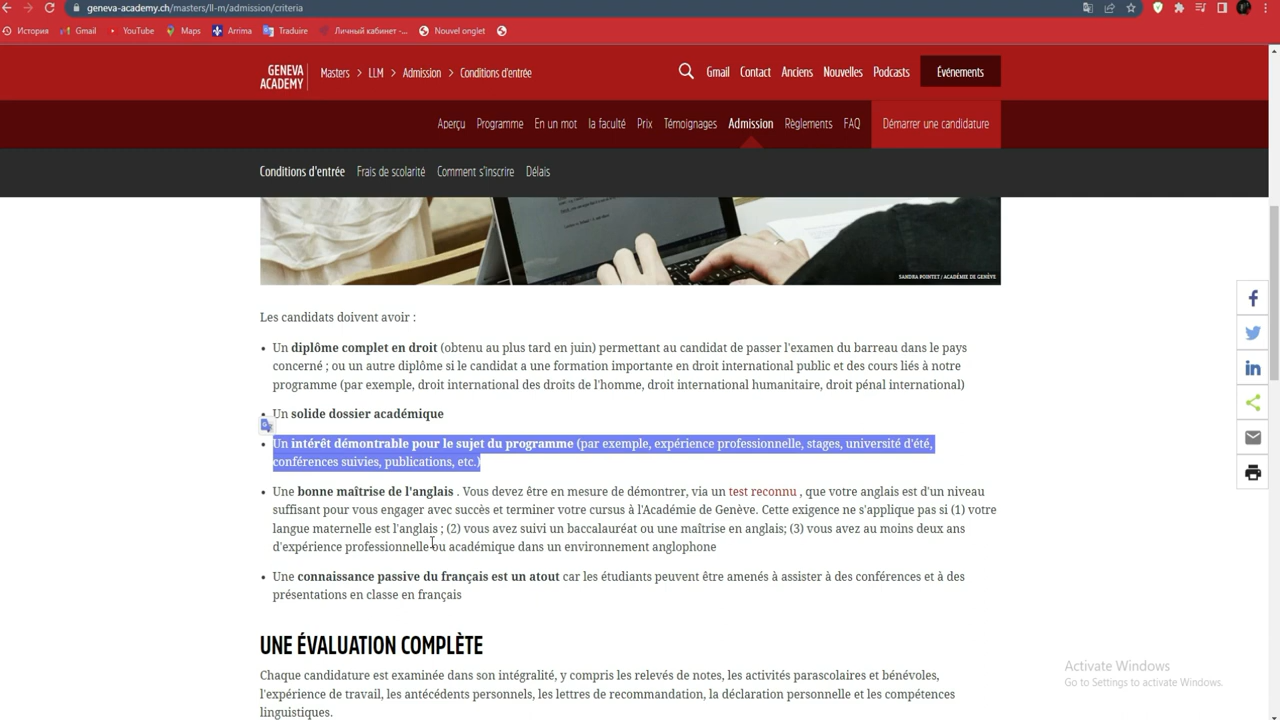 geneva-academy.ch/masters/ll-m/admission/criteria
История Gmail YouTube Maps Arrima Traduire Личный кабинет -... Nouvel onglet
GENEVA
ACADEMY
Masters > LLM > Admission > Conditions d'entrée
Gmail Contact Anciens Nouvelles Podcasts Événements
Aperçu Programme En un mot la faculté Prix Témoignages Admission Règlements FAQ Démarrer une candidature
Conditions d'entrée Frais de scolarité Comment s'inscrire Délais
SANDRA POINTET / ACADÉMIE DE GENÈVE
Les candidats doivent avoir :
• Un diplôme complet en droit (obtenu au plus tard en juin) permettant au candidat de passer l'examen du barreau dans le pays
concerné ; ou un autre diplôme si le candidat a une formation importante en droit international public et des cours liés à notre
programme (par exemple, droit international des droits de l'homme, droit international humanitaire, droit pénal international)
• Un solide dossier académique
• Un intérêt démontrable pour le sujet du programme (par exemple, expérience professionnelle, stages, université d'été,
conférences suivies, publications, etc.)
• Une bonne maîtrise de l'anglais . Vous devez être en mesure de démontrer, via un test reconnu , que votre anglais est d'un niveau
suffisant pour vous engager avec succès et terminer votre cursus à l'Académie de Genève. Cette exigence ne s'applique pas si (1) votre
langue maternelle est l'anglais ; (2) vous avez suivi un baccalauréat ou une maîtrise en anglais; (3) vous avez au moins deux ans
d'expérience professionnelle ou académique dans un environnement anglophone
• Une connaissance passive du français est un atout car les étudiants peuvent être amenés à assister à des conférences et à des
présentations en classe en français
UNE ÉVALUATION COMPLÈTE
Chaque candidature est examinée dans son intégralité, y compris les relevés de notes, les activités parascolaires et bénévoles,
l'expérience de travail, les antécédents personnels, les lettres de recommandation, la déclaration personnelle et les compétences
linguistiques.
Activate Windows
Go to Settings to activate Windows.